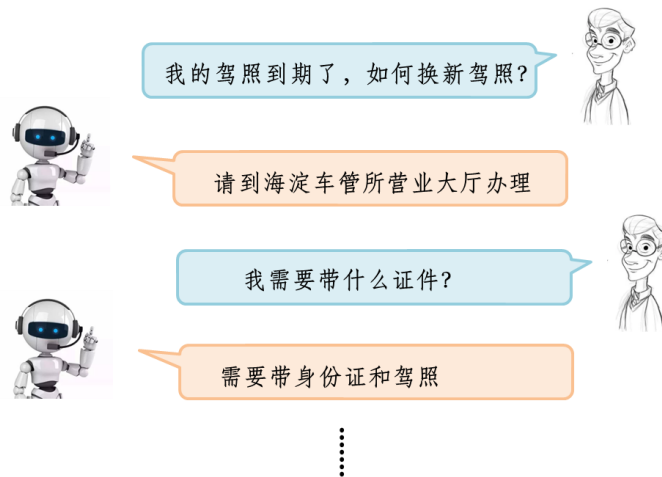 我的驾照到期了，如何换新驾照?
请到海淀车管所营业大厅办理
我需要带什么证件?
需要带身份证和驾照